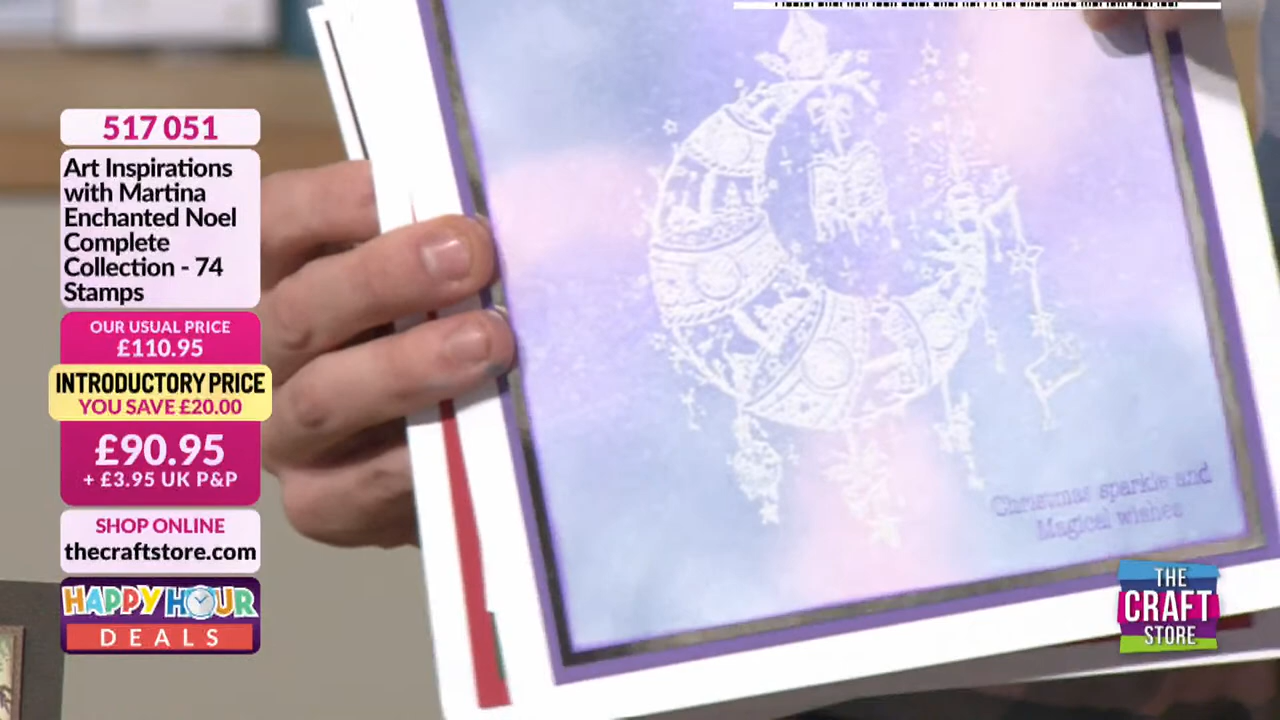 517 051
Art Inspirations
with Martina
Enchanted Noel
Complete
Collection - 74
Stamps
OUR USUAL PRICE
£110.95
INTRODUCTORY PRICE
YOU SAVE £20.00
£90.95
+ £3.95 UK P&P
SHOP ONLINE
thecraftstore.com
HAPPY HOUR
DEALS
Christmas sparkle and
Magical wishes
THE
CRAFT
STORE